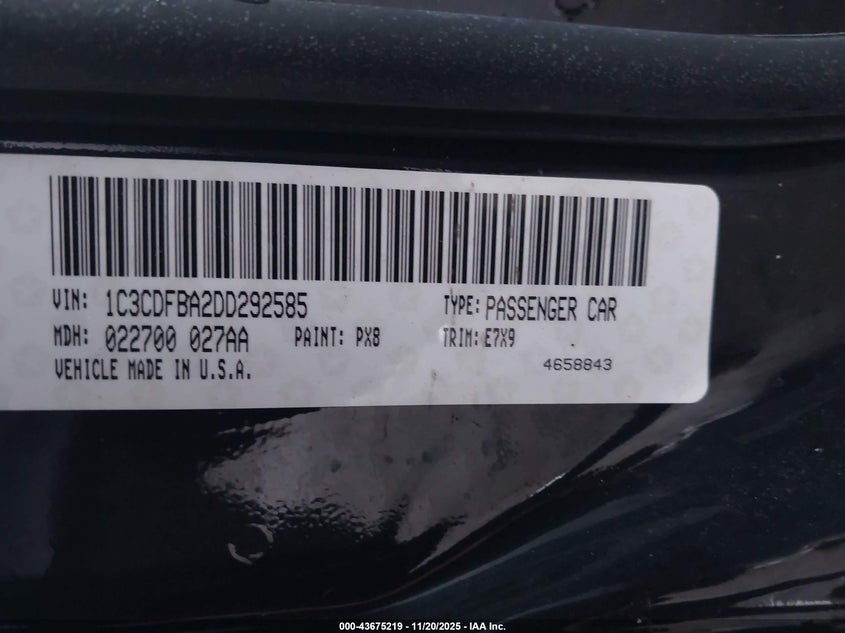 VIN: 1C3CDFBA2DD292585 TYPE: PASSENGER CAR
MDH: 022700 027AA PAINT: PX8 TRIM: E7X9
VEHICLE MADE IN U.S.A. 4658843
000-43675219 - 11/20/2025 - IAA Inc.